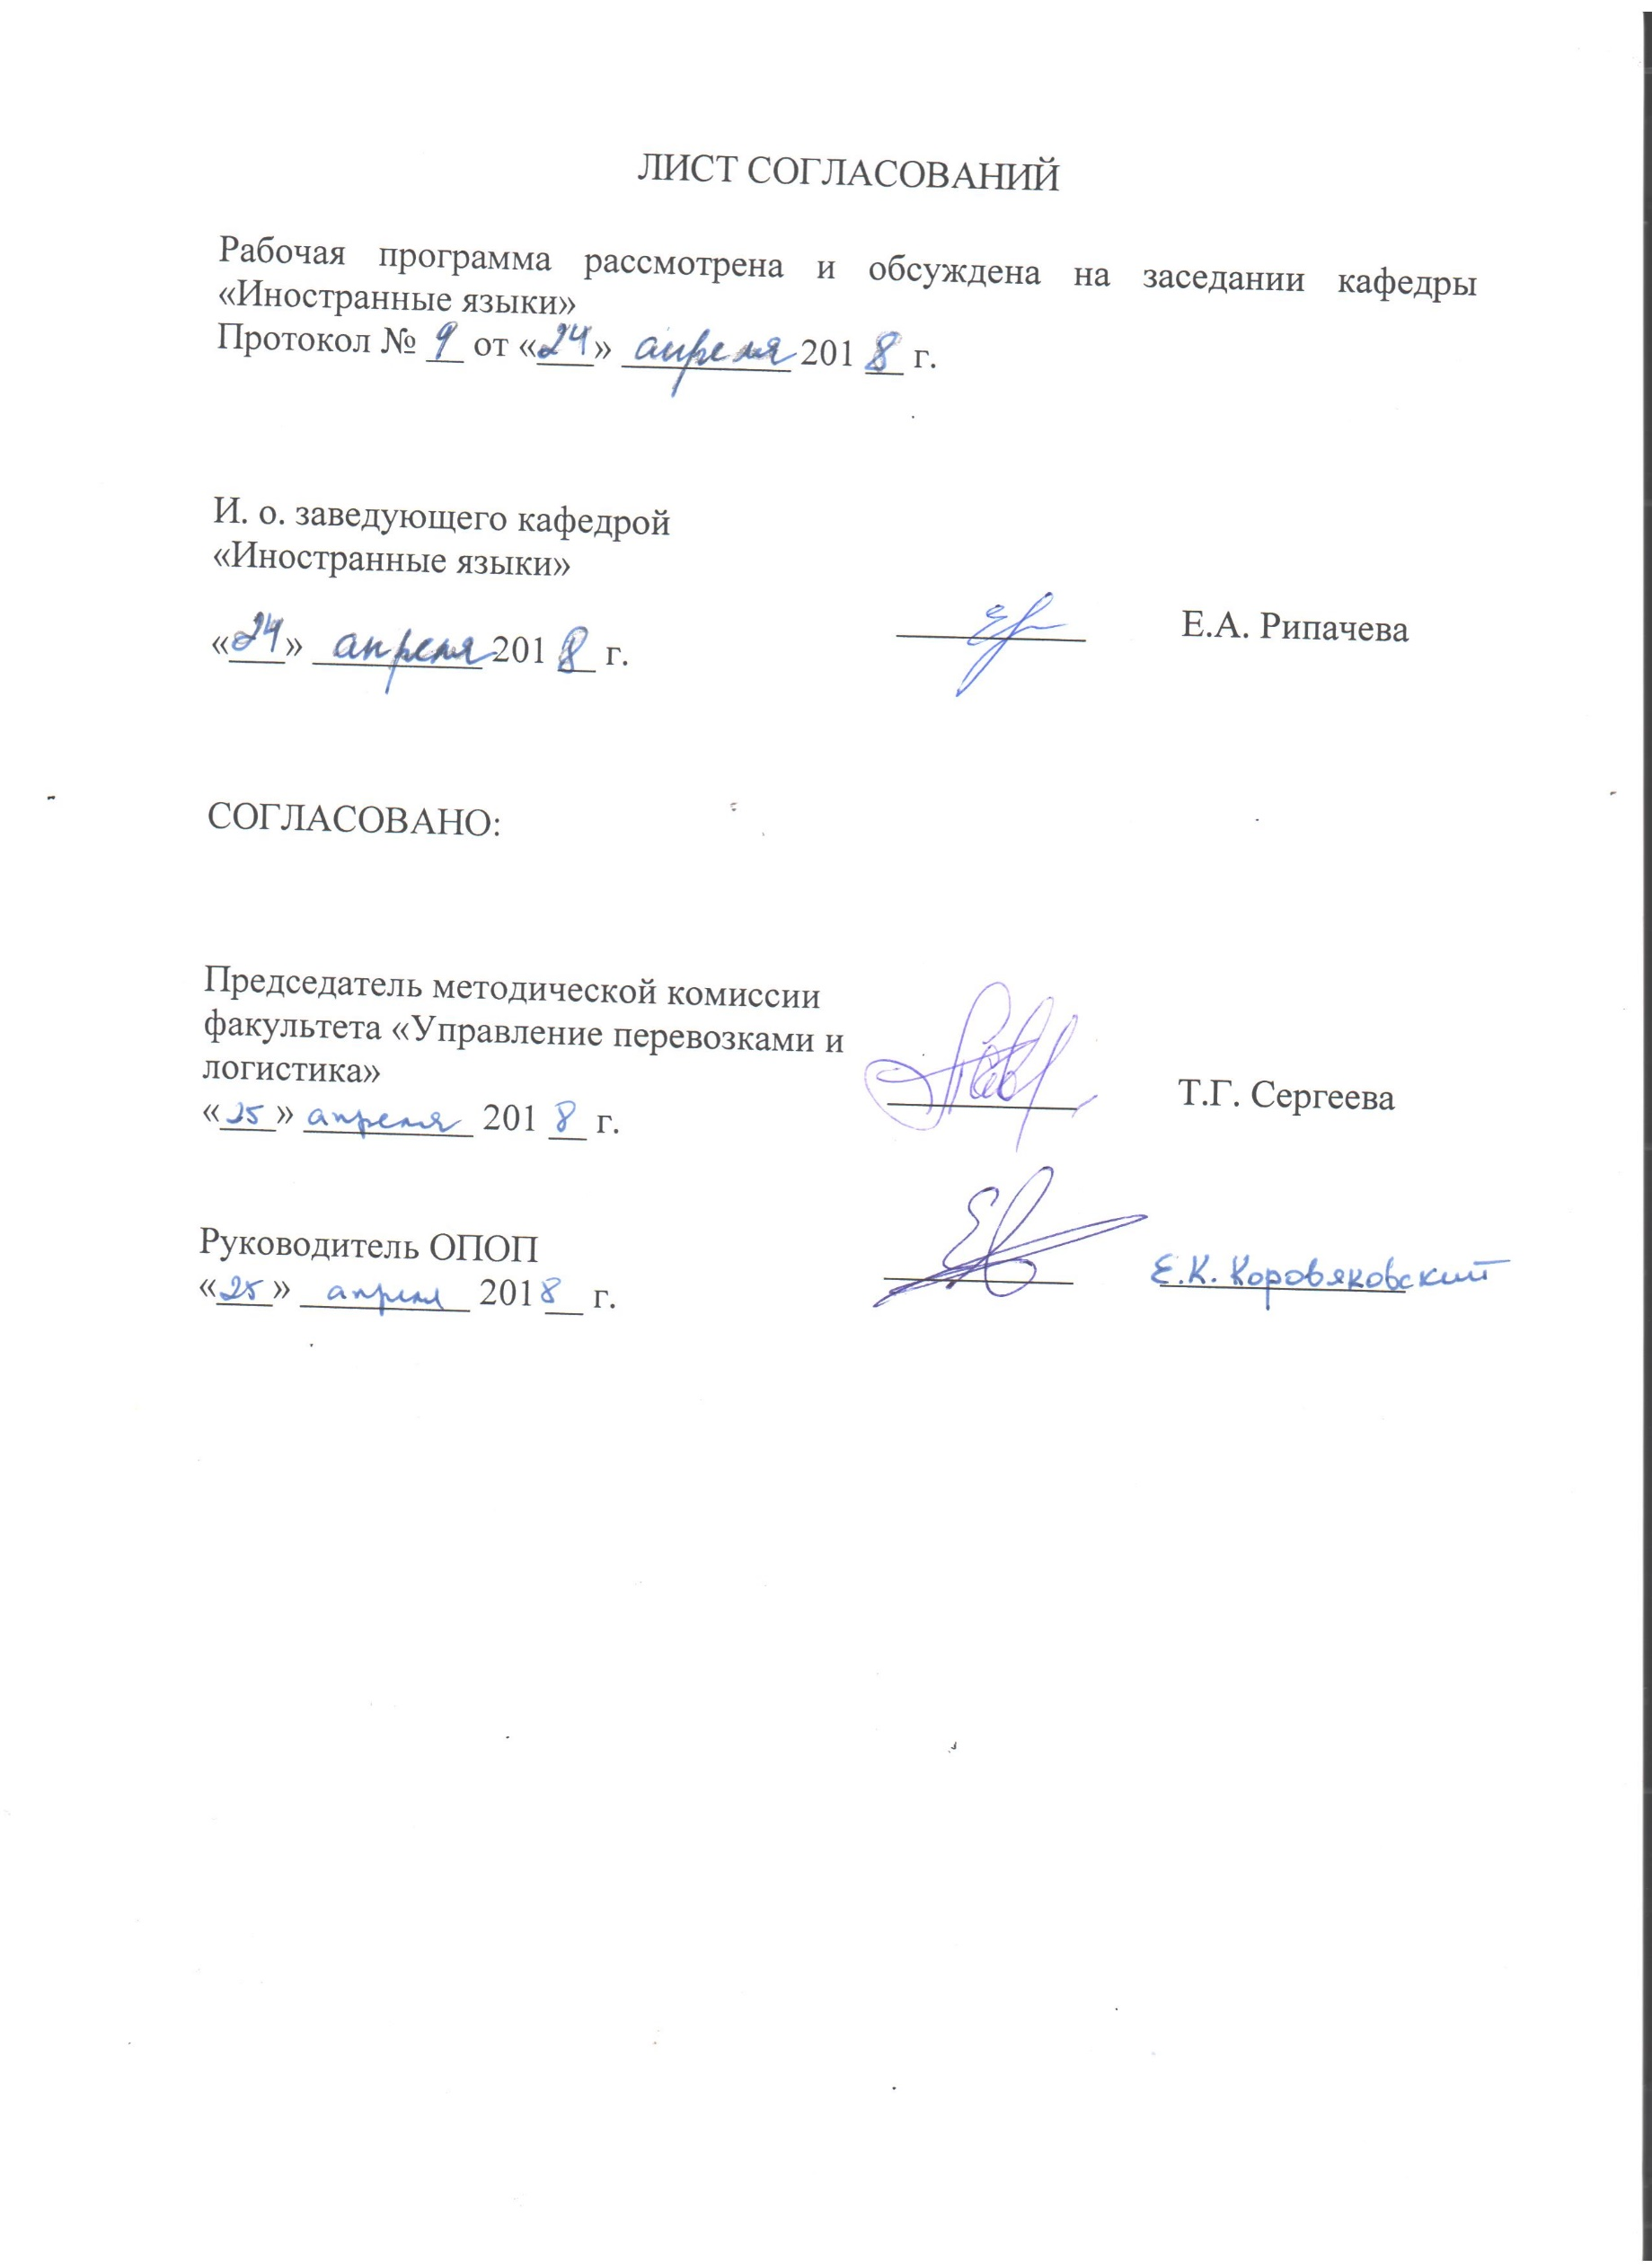 ЛИСТ СОГЛАСОВАНИЙ
Рабочая программа рассмотрена и обсуждена на заседании кафедры
«Иностранные языки»
Протокол № 9 от «24» апреля 2018 г.
И. о. заведующего кафедрой
«Иностранные языки»
«24» апреля 2018 г. Е.А. Рипачева
СОГЛАСОВАНО:
Председатель методической комиссии
факультета «Управление перевозками и
логистика»
«25» апреля 2018 г. Т.Г. Сергеева
Руководитель ОПОП
«25» апреля 2018 г. Е.К. Коровяковский